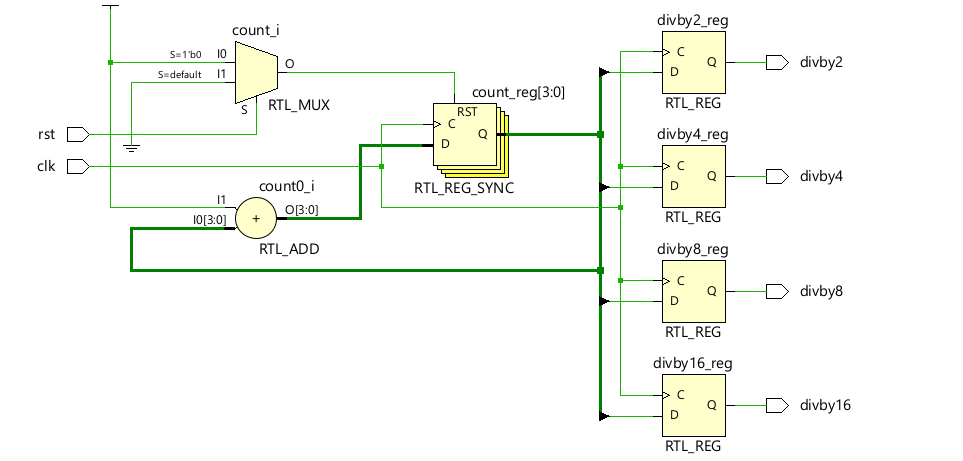 count_i
S=1'b0 I0
S=default I1
O
S
RTL_MUX
rst
clk
count_reg[3:0]
RST
C
D
Q
RTL_REG_SYNC
count0_i
I1
I0[3:0]
+
O[3:0]
RTL_ADD
divby2_reg
C
D
Q
RTL_REG
divby2
divby4_reg
C
D
Q
RTL_REG
divby4
divby8_reg
C
D
Q
RTL_REG
divby8
divby16_reg
C
D
Q
RTL_REG
divby16